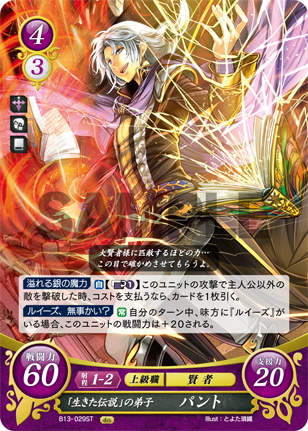 4
3
SAMPLE
大賢者様に匹敵するほどの力…
この目で確かめさせてもらうよ。
溢れる銀の魔力 自 【 1】このユニットの攻撃で主人公以外の
敵を撃破した時、コストを支払うなら、カードを1枚引く。
ルイーズ、無事かい? 常 自分のターン中、味方に『ルイーズ』が
いる場合、このユニットの戦闘力は+20される。
戦闘力
60
射程 1-2 上級職 賢者
「生きた伝説」の弟子 パント
支援力
20
B13-029ST
Illust:とよた瑣織